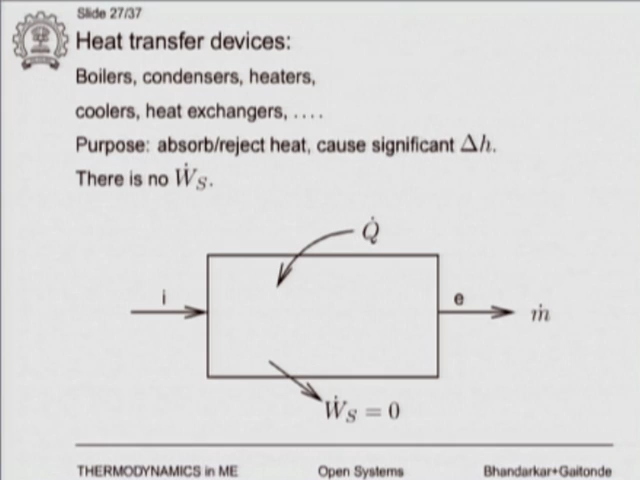 Slide 27/37
Heat transfer devices:
Boilers, condensers, heaters,
coolers, heat exchangers, ....
Purpose: absorb/reject heat, cause significant Δh.
There is no Ẇ_S.
Q̇
i
e
ṁ
Ẇ_S = 0
THERMODYNAMICS in ME Open Systems Bhandarkar+Gaitonde